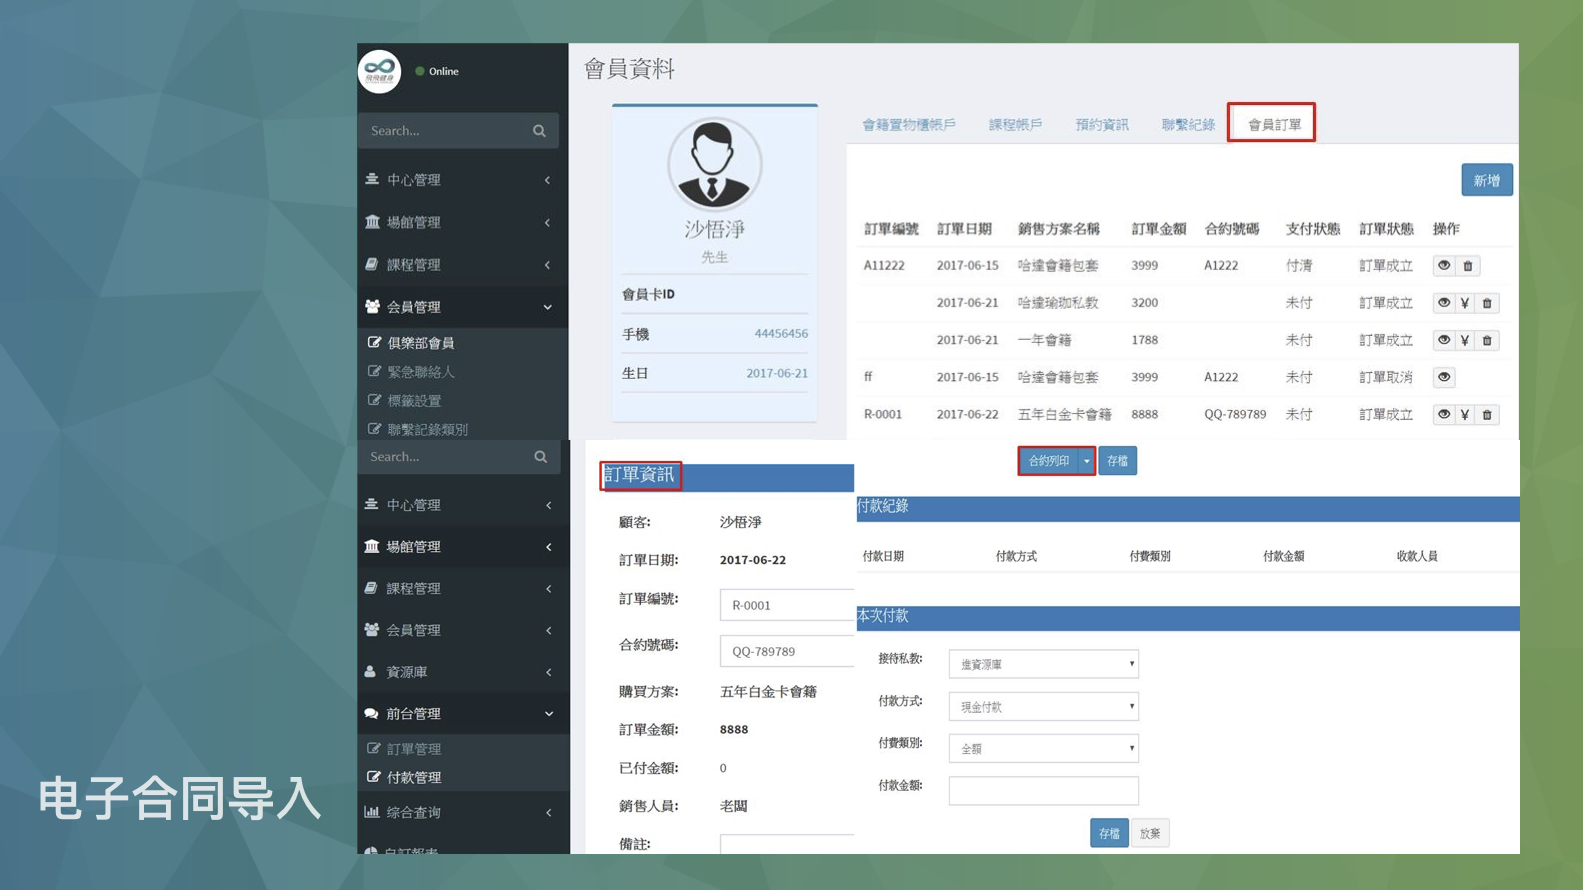 Online
Search...
中心管理
場館管理
課程管理
会員管理
俱樂部會員
緊急聯絡人
標籤設置
聯繫記錄類別
會員資料
沙悟淨
先生
會員卡ID
手機 44456456
生日 2017-06-21
會籍置物櫃帳戶 課程帳戶 預約資訊 聯繫紀錄 會員訂單
新增
訂單編號 訂單日期 銷售方案名稱 訂單金額 合約號碼 支付狀態 訂單狀態 操作
A11222 2017-06-15 哈達會籍包套 3999 A1222 付清 訂單成立
2017-06-21 哈達瑜珈私教 3200 未付 訂單成立 ¥
2017-06-21 一年會籍 1788 未付 訂單成立 ¥
ff 2017-06-15 哈達會籍包套 3999 A1222 未付 訂單取消
R-0001 2017-06-22 五年白金卡會籍 8888 QQ-789789 未付 訂單成立 ¥
Search...
中心管理
場館管理
課程管理
会員管理
資源庫
前台管理
訂單管理
付款管理
綜合查询
訂單資訊
顧客: 沙悟淨
訂單日期: 2017-06-22
訂單編號: R-0001
合約號碼: QQ-789789
購買方案: 五年白金卡會籍
訂單金額: 8888
已付金額: 0
銷售人員: 老闆
備註:
合約列印 存檔
付款紀錄
付款日期 付款方式 付費類別 付款金額 收款人員
本次付款
接待私教: 進資源庫
付款方式: 現金付款
付費類別: 全額
付款金額:
存檔 放棄
电子合同导入